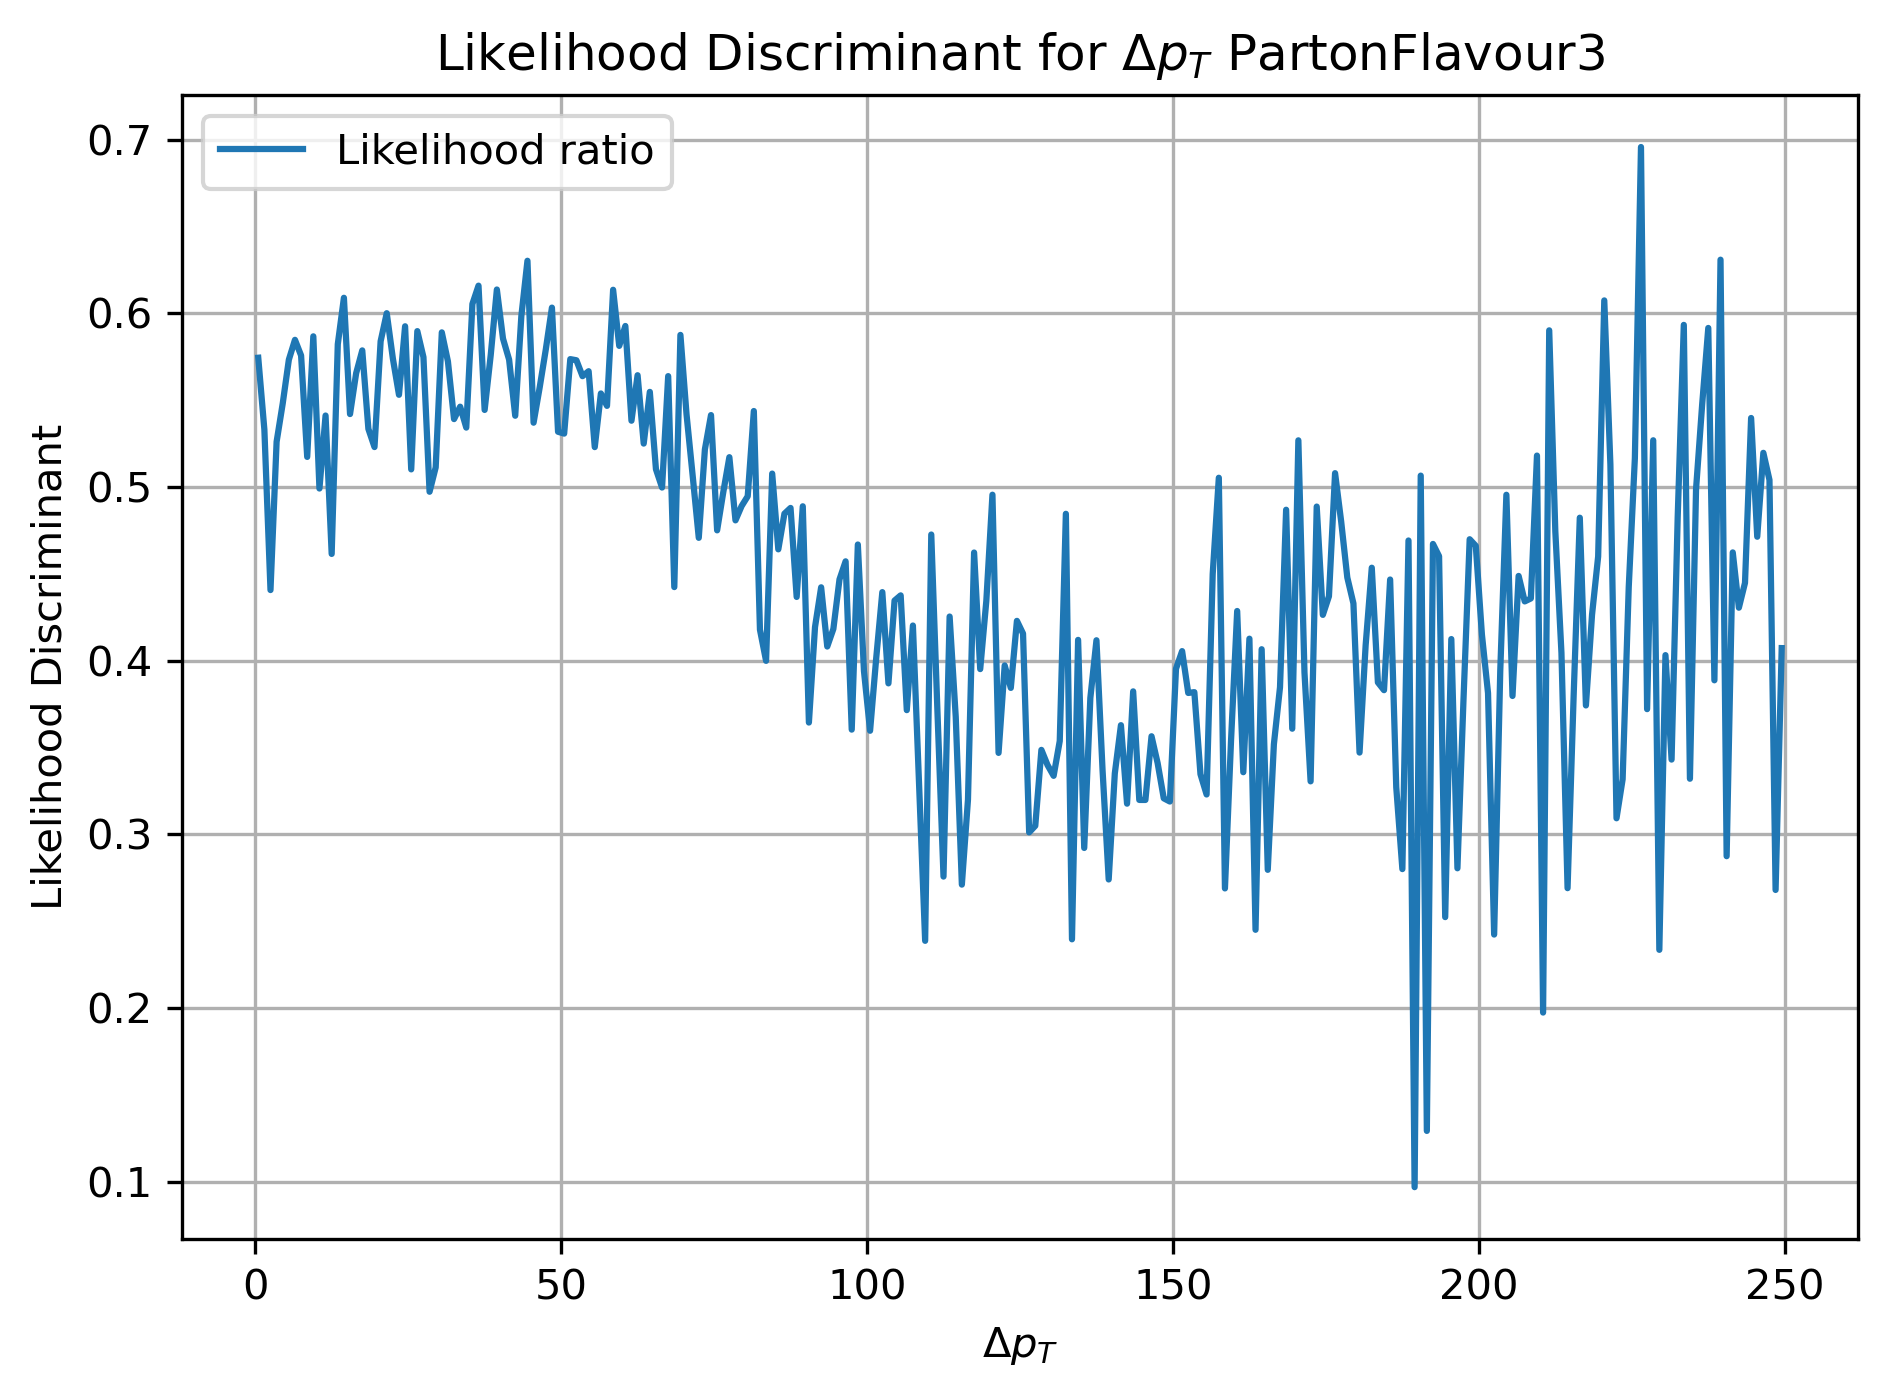 Likelihood Discriminant for Δp_T PartonFlavour3
Likelihood ratio
Likelihood Discriminant
0.7
0.6
0.5
0.4
0.3
0.2
0.1
0 50 100 150 200 250
Δp_T